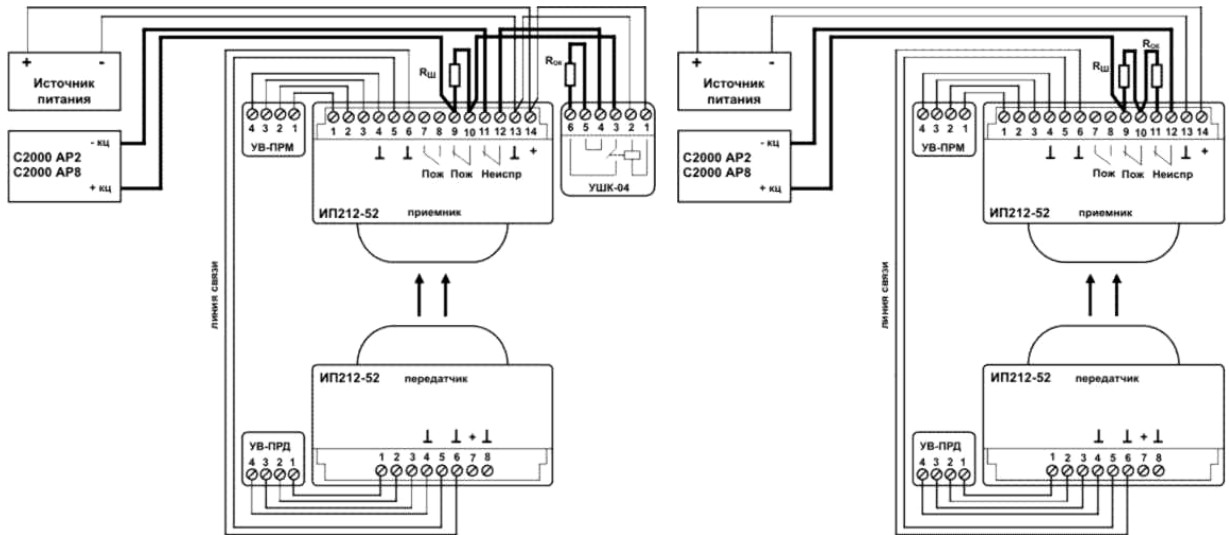 + -
Источник
питания
С2000 АР2
С2000 АР8
- кц
+ кц
4 3 2 1
УВ-ПРМ
RШ
Rок
1 2 3 4 5 6 7 8 9 10 11 12 13 14
⊥ ⊥ ⊥ +
Пож Пож Неиспр
ИП212-52 приемник
6 5 4 3 2 1
УШК-04
линия связи
ИП212-52 передатчик
⊥ ⊥ + ⊥
1 2 3 4 5 6 7 8
УВ-ПРД
4 3 2 1
+ -
Источник
питания
С2000 АР2
С2000 АР8
- кц
+ кц
4 3 2 1
УВ-ПРМ
RШ
Rок
1 2 3 4 5 6 7 8 9 10 11 12 13 14
⊥ ⊥ ⊥ +
Пож Пож Неиспр
ИП212-52 приемник
линия связи
ИП212-52 передатчик
⊥ ⊥ + ⊥
1 2 3 4 5 6 7 8
УВ-ПРД
4 3 2 1